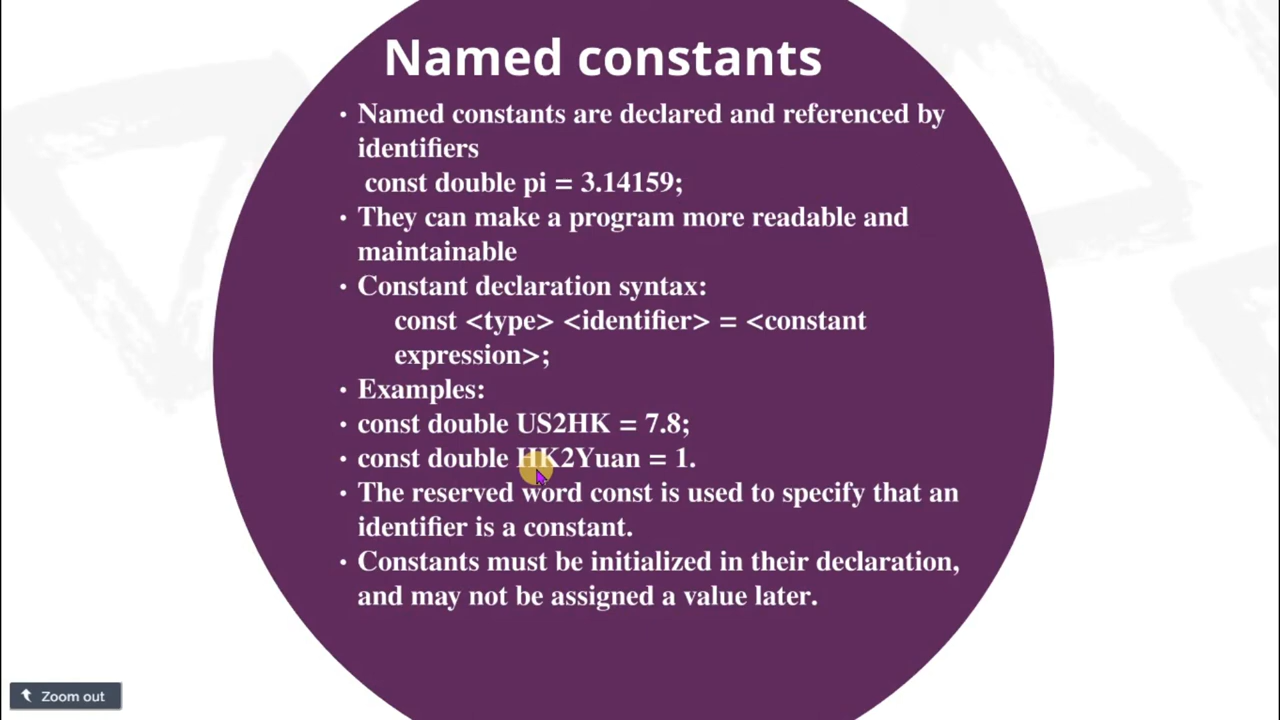 Named constants
• Named constants are declared and referenced by
identifiers
const double pi = 3.14159;
• They can make a program more readable and
maintainable
• Constant declaration syntax:
const <type> <identifier> = <constant
expression>;
• Examples:
• const double US2HK = 7.8;
• const double HK2Yuan = 1.
• The reserved word const is used to specify that an
identifier is a constant.
• Constants must be initialized in their declaration,
and may not be assigned a value later.
Zoom out